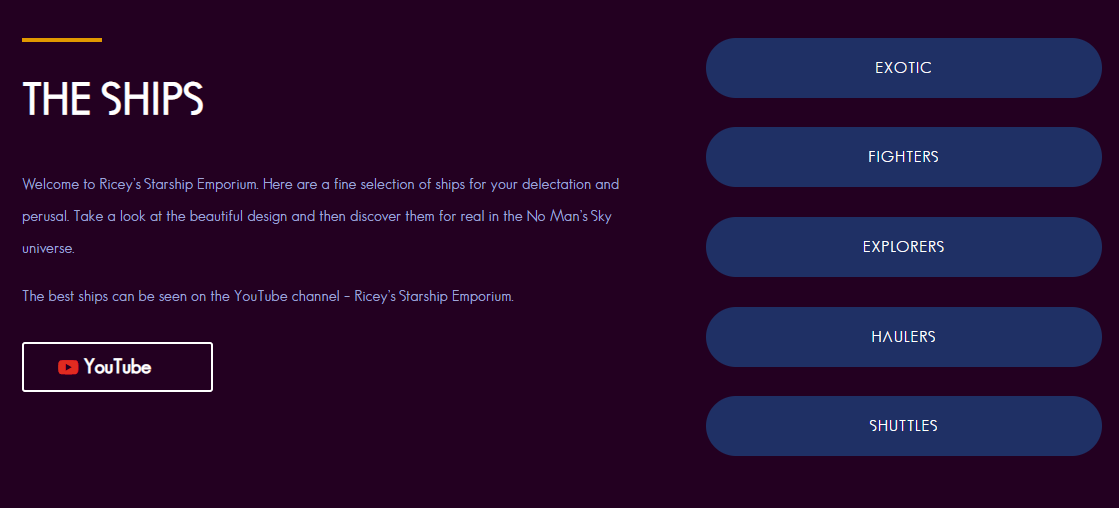 THE SHIPS
Welcome to Ricey's Starship Emporium. Here are a fine selection of ships for your delectation and
perusal. Take a look at the beautiful design and then discover them for real in the No Man's Sky
universe.
The best ships can be seen on the YouTube channel – Ricey's Starship Emporium.
YouTube
EXOTIC
FIGHTERS
EXPLORERS
HAULERS
SHUTTLES